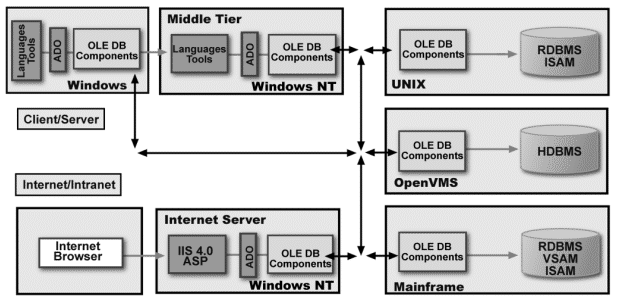 Languages
Tools
ADO
OLE DB
Components
Windows
Middle Tier
Languages
Tools
ADO
OLE DB
Components
Windows NT
OLE DB
Components
UNIX
RDBMS
ISAM
Client/Server
OLE DB
Components
OpenVMS
HDBMS
Internet/Intranet
Internet
Browser
Internet Server
IIS 4.0
ASP
ADO
OLE DB
Components
Windows NT
OLE DB
Components
Mainframe
RDBMS
VSAM
ISAM